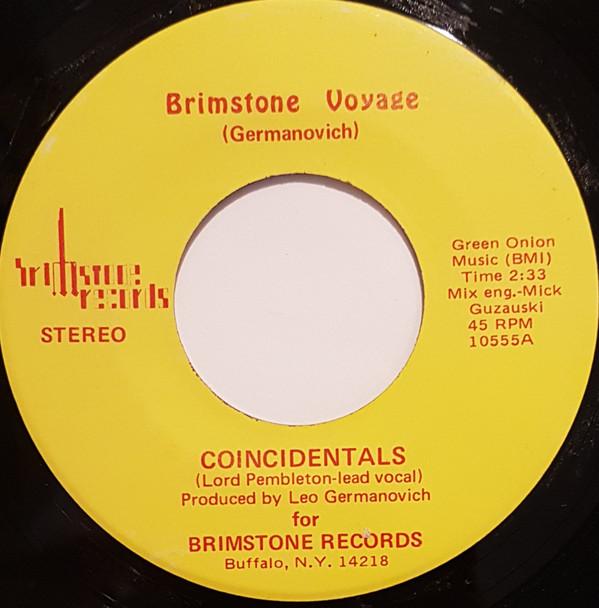 Brimstone Voyage
(Germanovich)
brimstone
records
STEREO
Green Onion
Music (BMI)
Time 2:33
Mix eng.-Mick
Guzauski
45 RPM
10555A
COINCIDENTALS
(Lord Pembleton-lead vocal)
Produced by Leo Germanovich
for
BRIMSTONE RECORDS
Buffalo, N.Y. 14218